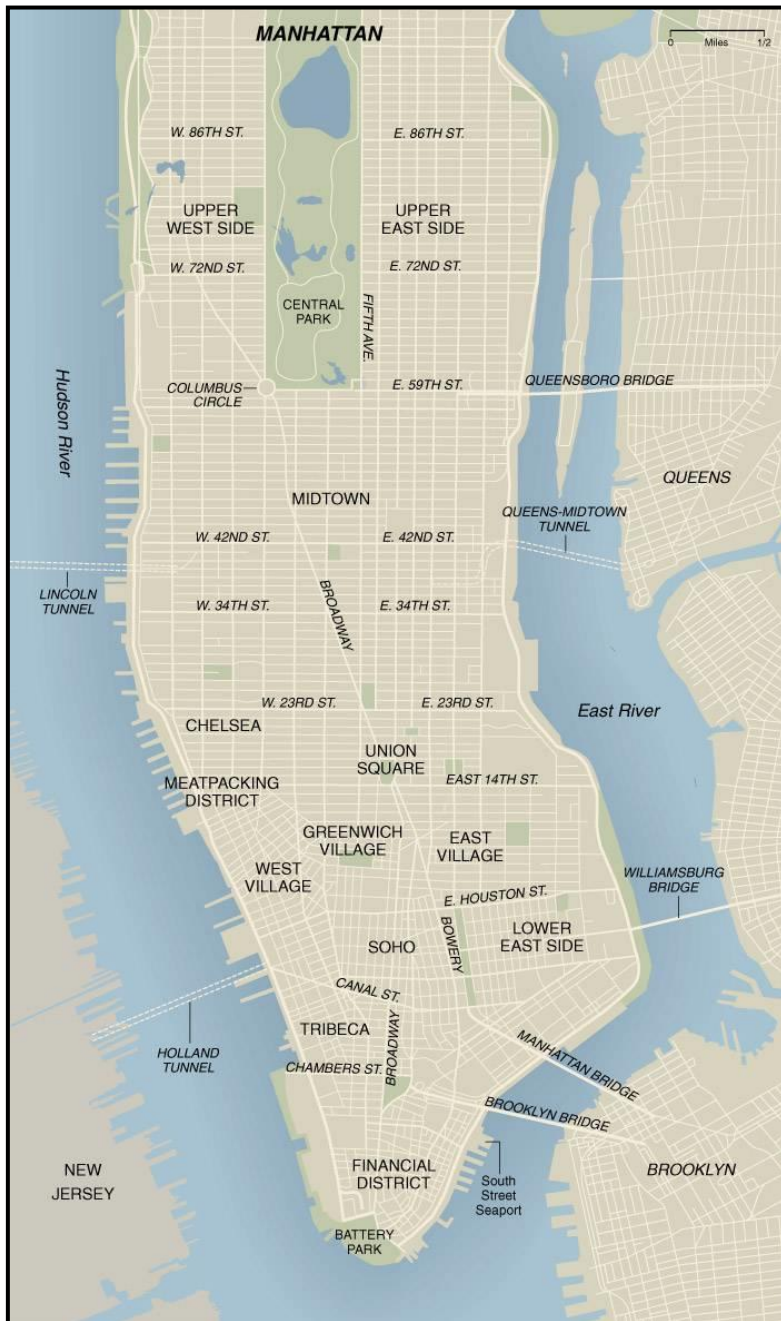 MANHATTAN
0 Miles 1/2
W. 86TH ST.
E. 86TH ST.
UPPER
WEST SIDE
UPPER
EAST SIDE
W. 72ND ST.
E. 72ND ST.
CENTRAL
PARK
FIFTH AVE.
COLUMBUS
CIRCLE
E. 59TH ST.
QUEENSBORO BRIDGE
Hudson River
MIDTOWN
QUEENS
QUEENS-MIDTOWN
TUNNEL
W. 42ND ST.
E. 42ND ST.
LINCOLN
TUNNEL
W. 34TH ST.
BROADWAY
E. 34TH ST.
W. 23RD ST.
E. 23RD ST.
East River
CHELSEA
UNION
SQUARE
MEATPACKING
DISTRICT
EAST 14TH ST.
GREENWICH
VILLAGE
EAST
VILLAGE
WEST
VILLAGE
WILLIAMSBURG
BRIDGE
E. HOUSTON ST.
SOHO
BOWERY
LOWER
EAST SIDE
CANAL ST.
TRIBECA
BROADWAY
HOLLAND
TUNNEL
CHAMBERS ST.
MANHATTAN BRIDGE
BROOKLYN BRIDGE
NEW
JERSEY
FINANCIAL
DISTRICT
South
Street
Seaport
BROOKLYN
BATTERY
PARK